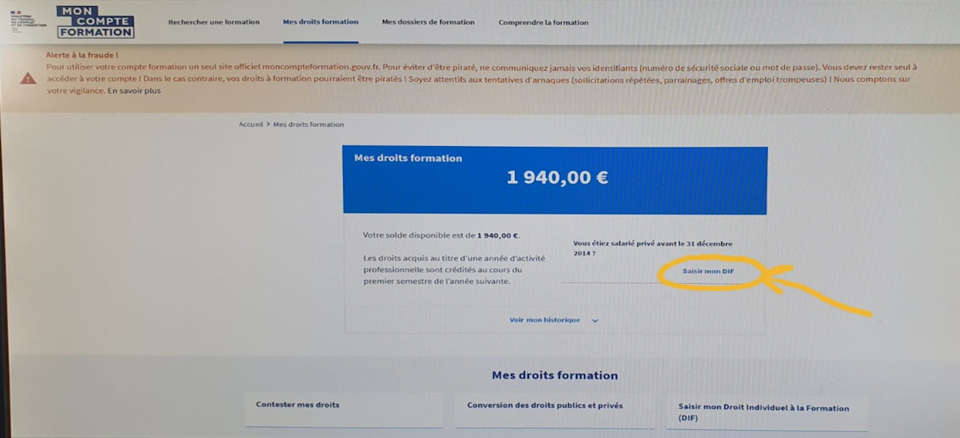 MON
COMPTE
FORMATION
Rechercher une formation
Mes droits formation
Mes dossiers de formation
Comprendre la formation
Alerte à la fraude !
Pour utiliser votre compte formation un seul site officiel moncompteformation.gouv.fr. Pour éviter d'être piraté, ne communiquez jamais vos identifiants (numéro de sécurité sociale ou mot de passe). Vous devez rester seul à
accéder à votre compte ! Dans le cas contraire, vos droits à formation pourraient être piratés ! Soyez attentifs aux tentatives d'arnaques (sollicitations répétées, parrainages, offres d'emploi trompeuses) ! Nous comptons sur
votre vigilance. En savoir plus
Accueil > Mes droits formation
Mes droits formation
1 940,00 €
Votre solde disponible est de 1 940,00 €.
Les droits acquis au titre d'une année d'activité
professionnelle sont crédités au cours du
premier semestre de l'année suivante.
Vous étiez salarié privé avant le 31 décembre
2014 ?
Saisir mon DIF
Voir mon historique
Mes droits formation
Contester mes droits
Conversion des droits publics et privés
Saisir mon Droit Individuel à la Formation
(DIF)